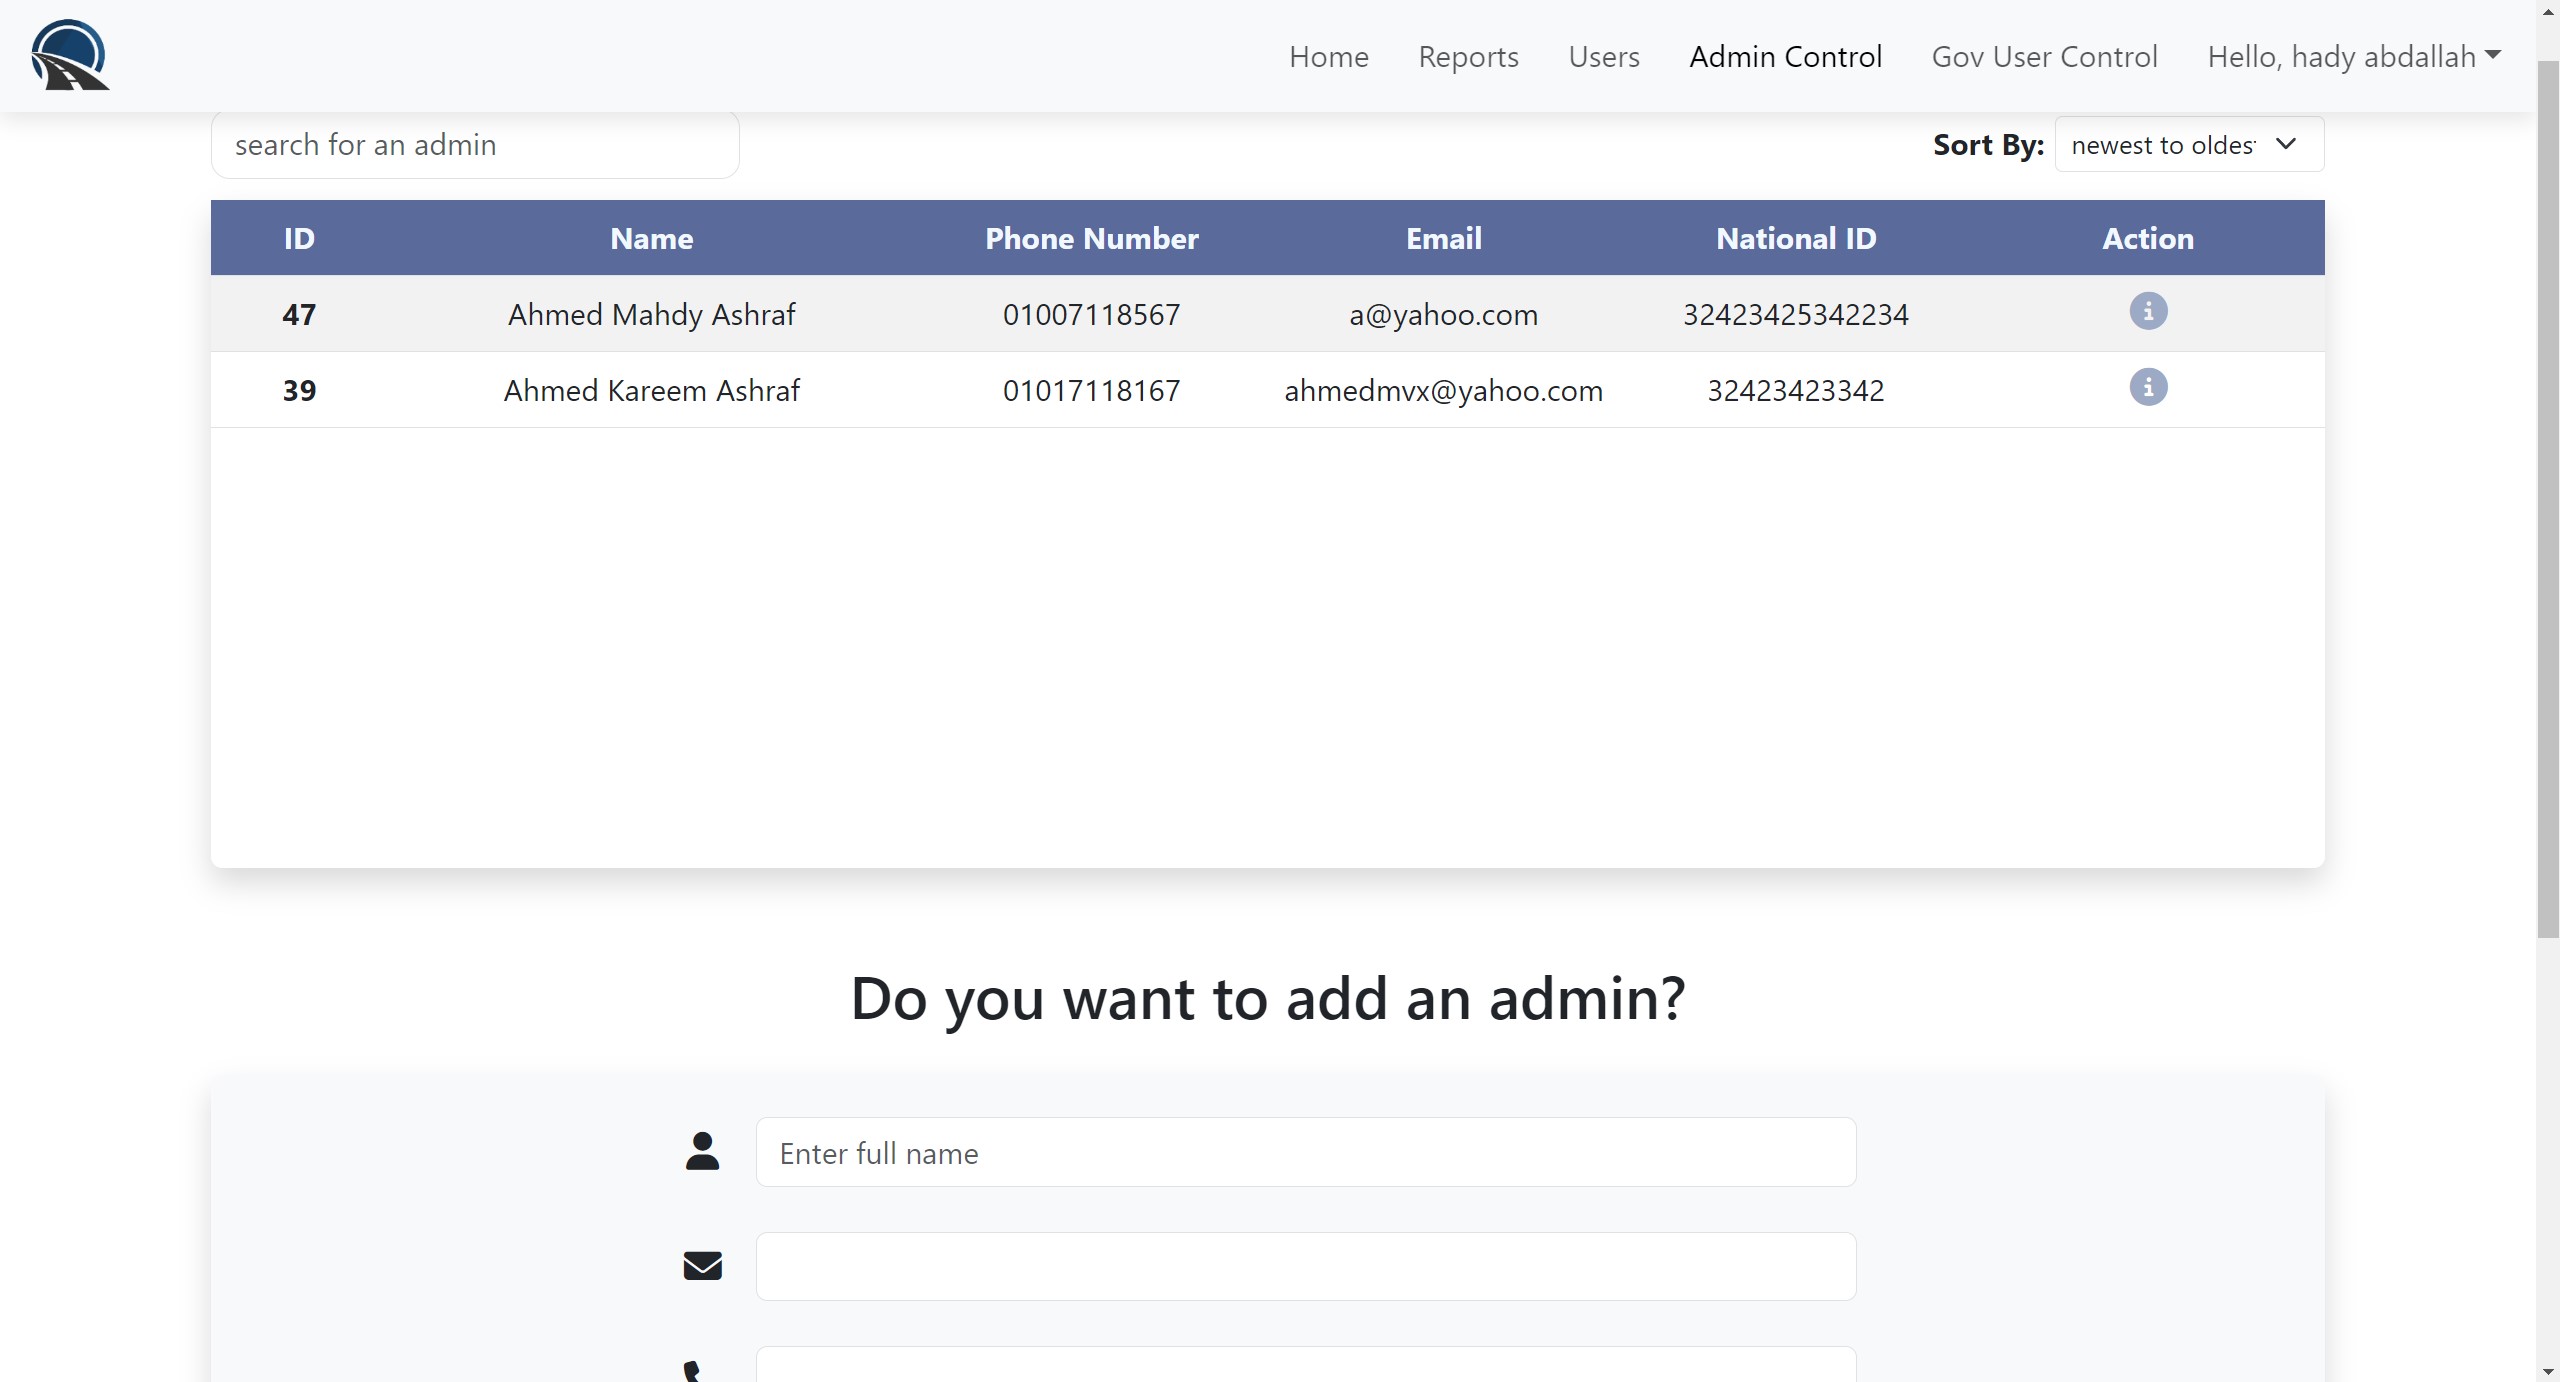 Home Reports Users Admin Control Gov User Control Hello, hady abdallah
search for an admin Sort By: newest to oldest
ID Name Phone Number Email National ID Action
47 Ahmed Mahdy Ashraf 01007118567 a@yahoo.com 32423425342234
39 Ahmed Kareem Ashraf 01017118167 ahmedmvx@yahoo.com 32423423342
Do you want to add an admin?
Enter full name